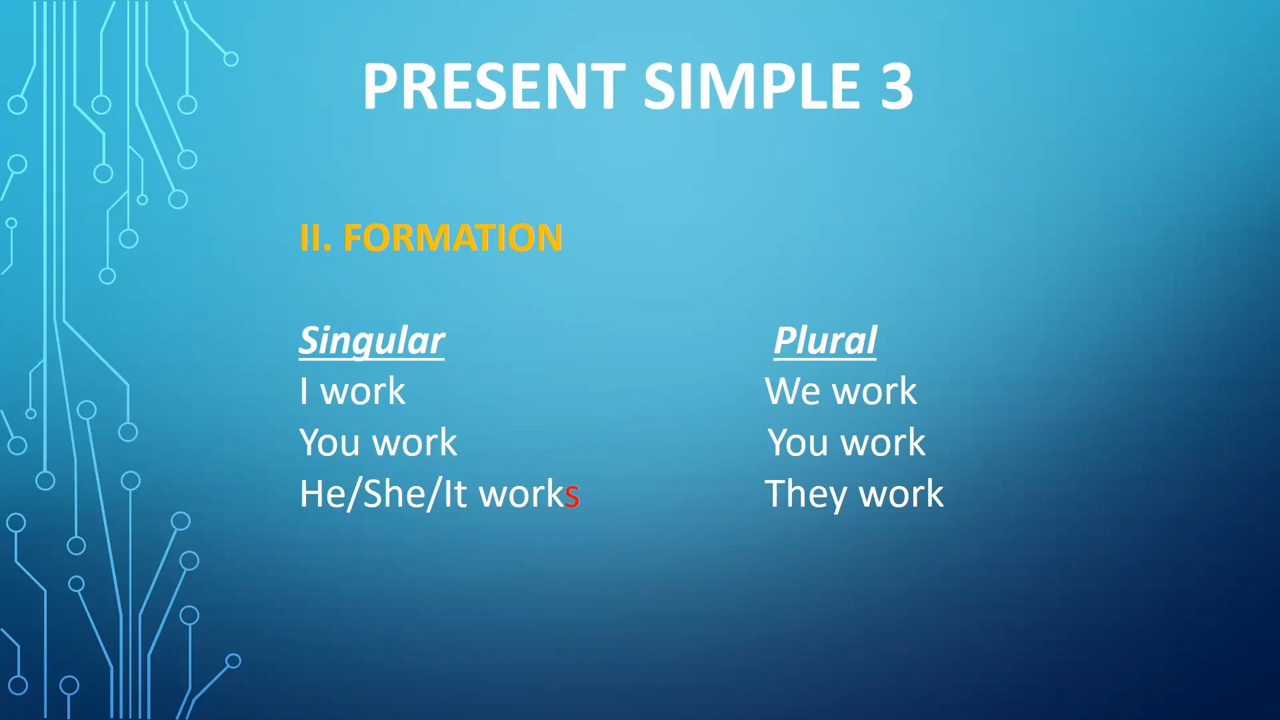 PRESENT SIMPLE 3
II. FORMATION
Singular Plural
I work We work
You work You work
He/She/It works They work